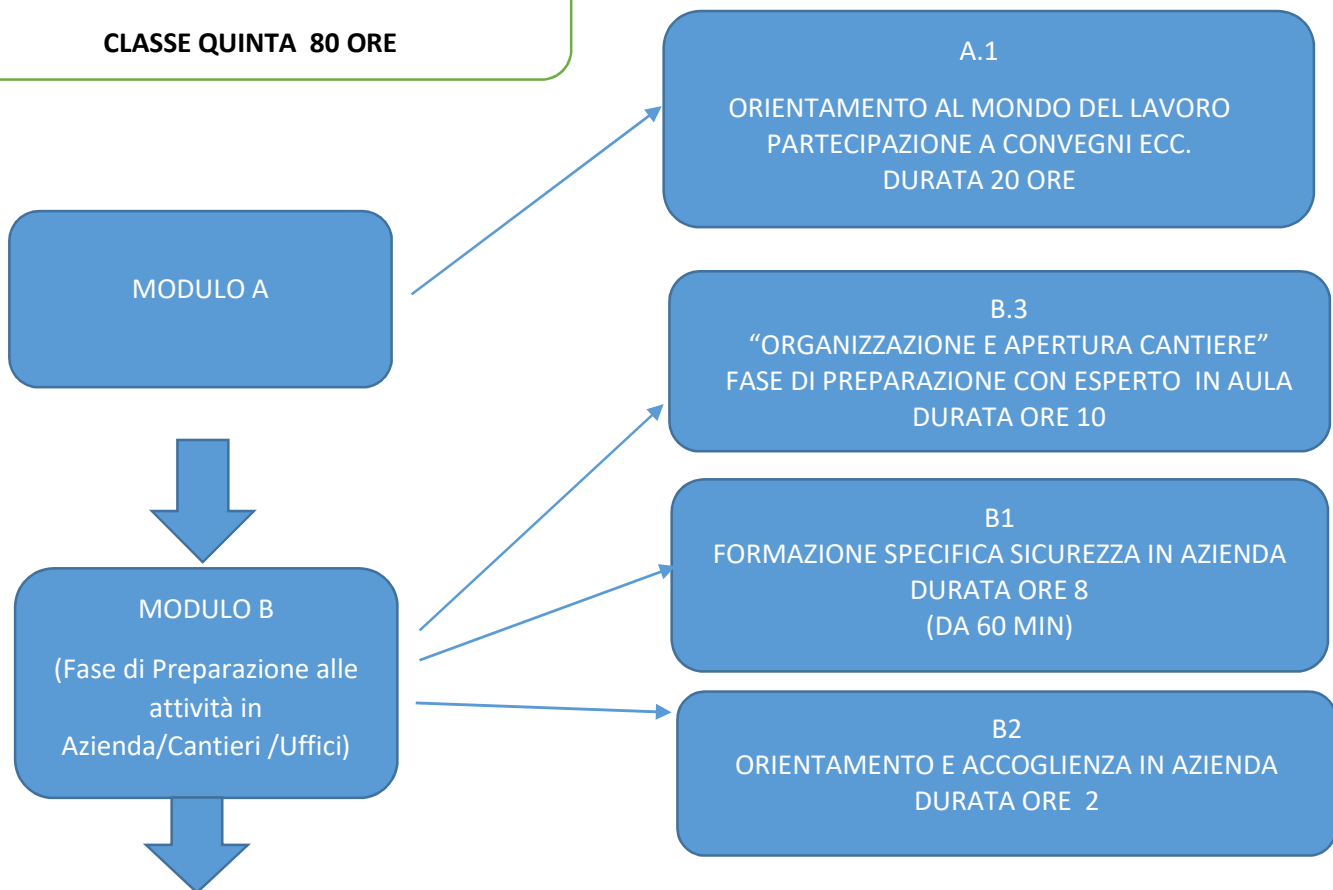 CLASSE QUINTA 80 ORE
A.1
ORIENTAMENTO AL MONDO DEL LAVORO
PARTECIPAZIONE A CONVEGNI ECC.
DURATA 20 ORE
MODULO A
B.3
“ORGANIZZAZIONE E APERTURA CANTIERE”
FASE DI PREPARAZIONE CON ESPERTO IN AULA
DURATA ORE 10
B1
FORMAZIONE SPECIFICA SICUREZZA IN AZIENDA
DURATA ORE 8
(DA 60 MIN)
MODULO B
(Fase di Preparazione alle
attività in
Azienda/Cantieri /Uffici)
B2
ORIENTAMENTO E ACCOGLIENZA IN AZIENDA
DURATA ORE 2